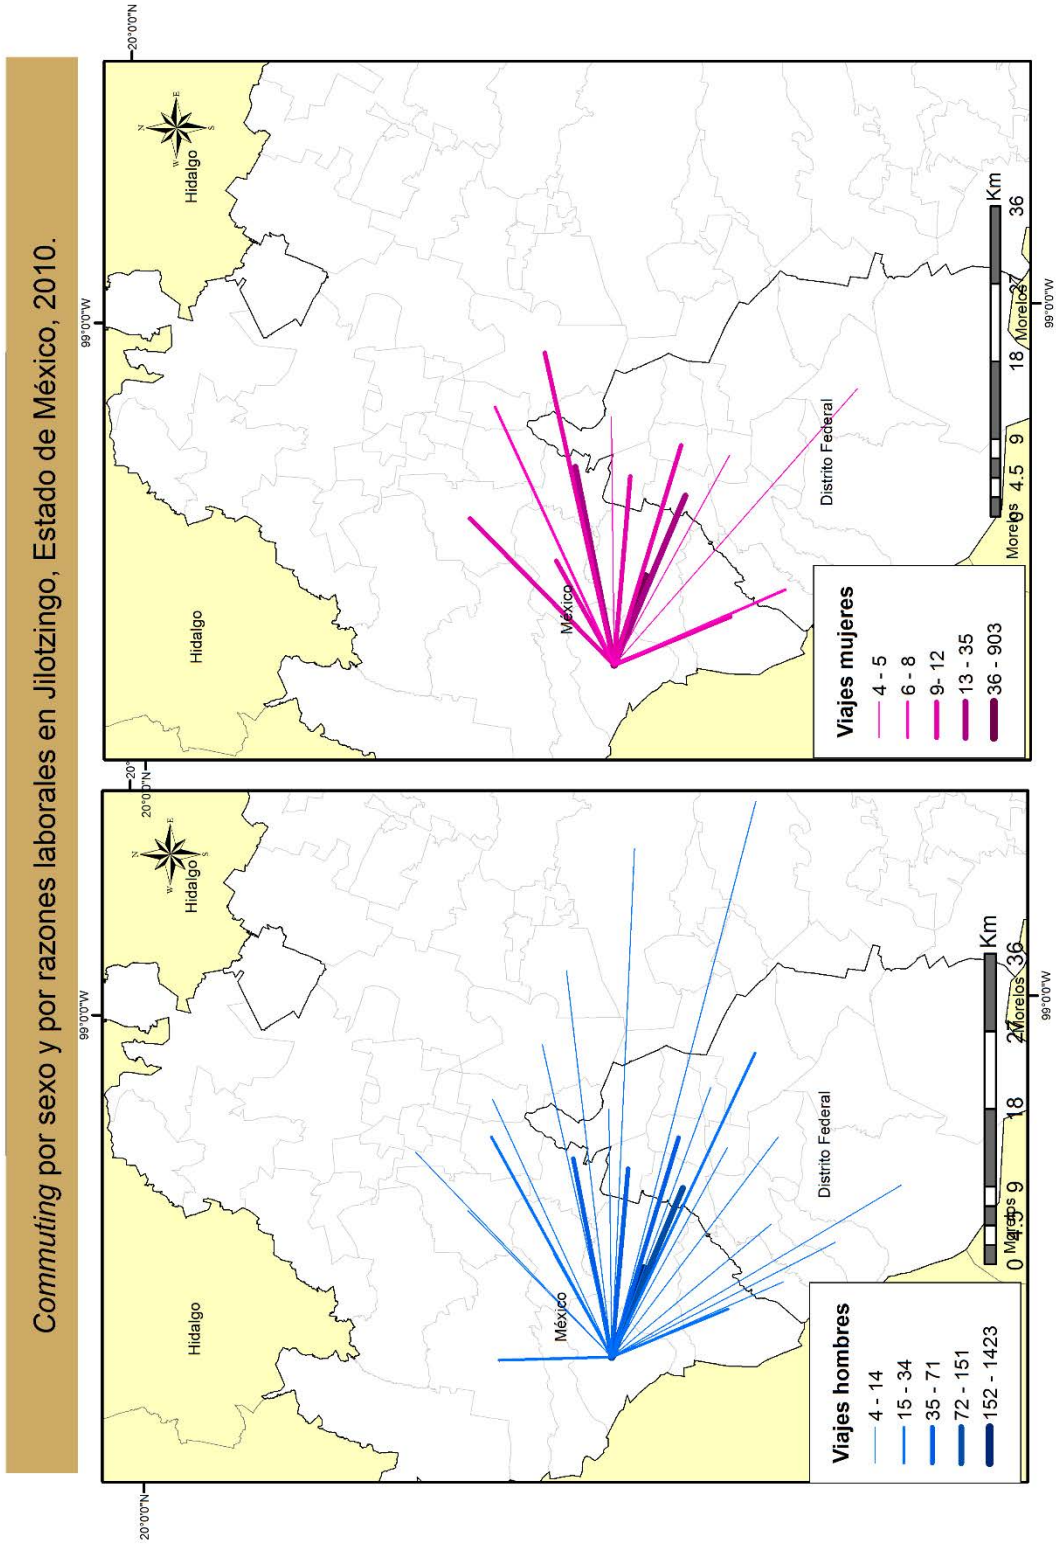 Commuting por sexo y por razones laborales en Jilotzingo, Estado de México, 2010.
99°0'0"W
99°0'0"W
20°0'0"N
20°0'0"N
20°
20°0'0"N
N
W
E
S
Hidalgo
Hidalgo
México
Distrito Federal
Morelos
Morelos
Km
0 4.5 9 18 27 36
Viajes hombres
4 - 14
15 - 34
35 - 71
72 - 151
152 - 1423
99°0'0"W
N
W
E
S
Hidalgo
Hidalgo
México
Distrito Federal
Morelos
Morelos
Km
0 4.5 9 18 27 36
Viajes mujeres
4 - 5
6 - 8
9- 12
13 - 35
36 - 903
99°0'0"W